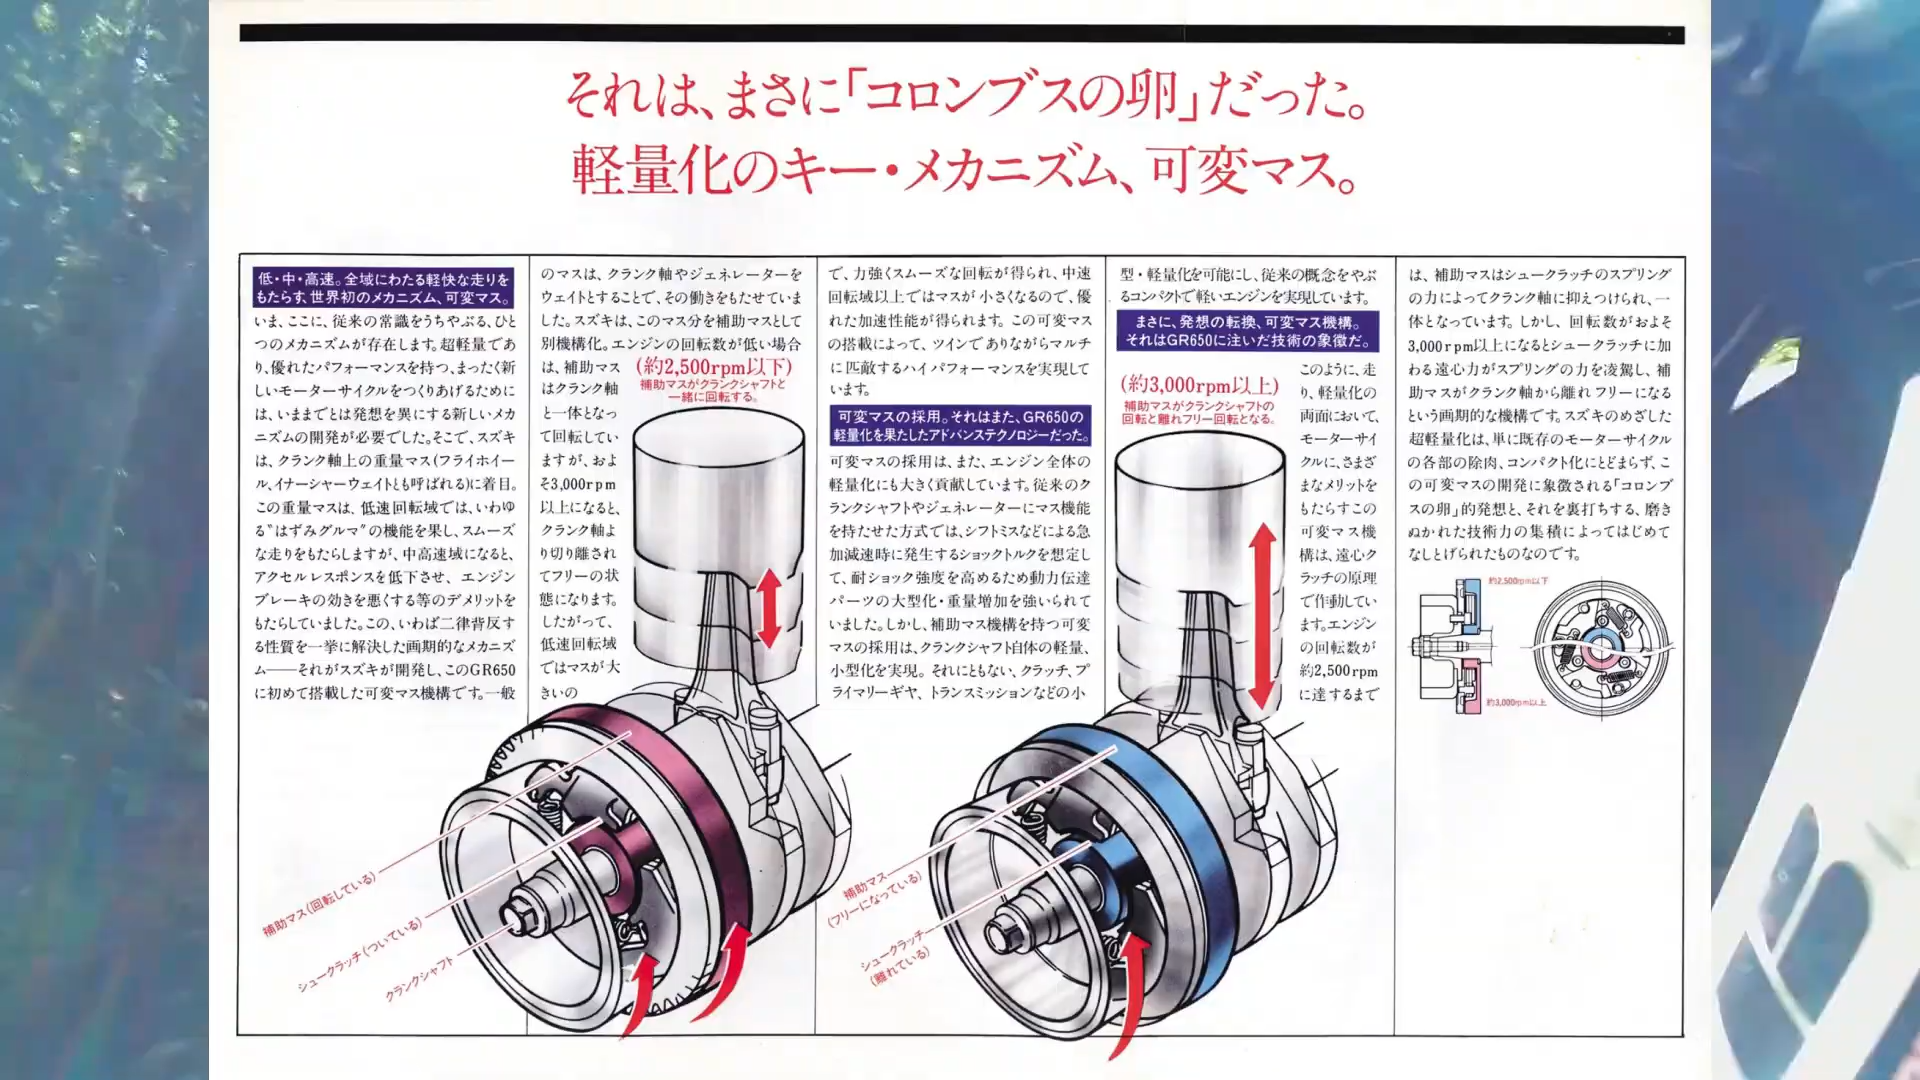 それは、まさに「コロンブスの卵」だった。
軽量化のキー・メカニズム、可変マス。
低・中・高速。全域にわたる軽快な走りを
もたらす、世界初のメカニズム、可変マス。
いま、ここに、従来の常識をうちやぶる、ひと
つのメカニズムが存在します。超軽量であ
り、優れたパフォーマンスを持つ、まったく新
しいモーターサイクルをつくりあげるために
は、いままでとは発想を異にする新しいメカ
ニズムの開発が必要でした。そこで、スズキ
は、クランク軸上の重量マス(フライホイー
ル、イナーシャーウェイトとも呼ばれる)に着目。
この重量マスは、低速回転域では、いわゆ
る“はずみグルマ”の機能を果し、スムーズ
な走りをもたらしますが、中高速域になると、
アクセルレスポンスを低下させ、エンジン
ブレーキの効きを悪くする等のデメリットを
もたらしていました。この、いわば二律背反す
る性質を一挙に解決した画期的なメカニズ
ム——それがスズキが開発し、このGR650
に初めて搭載した可変マス機構です。一般
のマスは、クランク軸やジェネレーターを
ウェイトとすることで、その働きをもたせていま
した。スズキは、このマス分を補助マスとして
別機構化。エンジンの回転数が低い場合
は、補助マス
はクランク軸
と一体となっ
て回転してい
ますが、およ
そ3,000rpm
以上になると、
クランク軸よ
り切り離され
てフリーの状
態になります。
したがって、
低速回転域
ではマスが大
きいの
(約2,500rpm以下)
補助マスがクランクシャフトと
一緒に回転する。
で、力強くスムーズな回転が得られ、中速
回転域以上ではマスが小さくなるので、優
れた加速性能が得られます。この可変マス
の搭載によって、ツインでありながらマルチ
に匹敵するハイパフォーマンスを実現して
います。
可変マスの採用。それはまた、GR650の
軽量化を果たしたアドバンステクノロジーだった。
可変マスの採用は、また、エンジン全体の
軽量化にも大きく貢献しています。従来のク
ランクシャフトやジェネレーターにマス機能
を持たせた方式では、シフトミスなどによる急
加減速時に発生するショックトルクを想定し
て、耐ショック強度を高めるため動力伝達
パーツの大型化・重量増加を強いられて
いました。しかし、補助マス機構を持つ可変
マスの採用は、クランクシャフト自体の軽量、
小型化を実現。それにともない、クラッチ、プ
ライマリーギヤ、トランスミッションなどの小
型・軽量化を可能にし、従来の概念をやぶ
るコンパクトで軽いエンジンを実現しています。
まさに、発想の転換、可変マス機構。
それはGR650に注いだ技術の象徴だ。
(約3,000rpm以上)
補助マスがクランクシャフトの
回転と離れフリー回転となる。
このように、走
り、軽量化の
両面において、
モーターサイ
クルに、さまざ
まなメリットを
もたらすこの
可変マス機
構は、遠心ク
ラッチの原理
で作動してい
ます。エンジン
の回転数が
約2,500rpm
に達するまで
は、補助マスはシュークラッチのスプリング
の力によってクランク軸に抑えつけられ、一
体となっています。しかし、回転数がおよそ
3,000rpm以上になるとシュークラッチに加
わる遠心力がスプリングの力を凌駕し、補
助マスがクランク軸から離れフリーになる
という画期的な機構です。スズキのめざした
超軽量化は、単に既存のモーターサイクル
の各部の除肉、コンパクト化にとどまらず、こ
の可変マスの開発に象徴される「コロンブ
スの卵」的発想と、それを裏打ちする、磨き
ぬかれた技術力の集積によってはじめて
なしとげられたものなのです。
約2,500rpm以下
約3,000rpm以上
補助マス(回転している)
シュークラッチ(ついている)
クランクシャフト
補助マス
(フリーになっている)
シュークラッチ
(離れている)